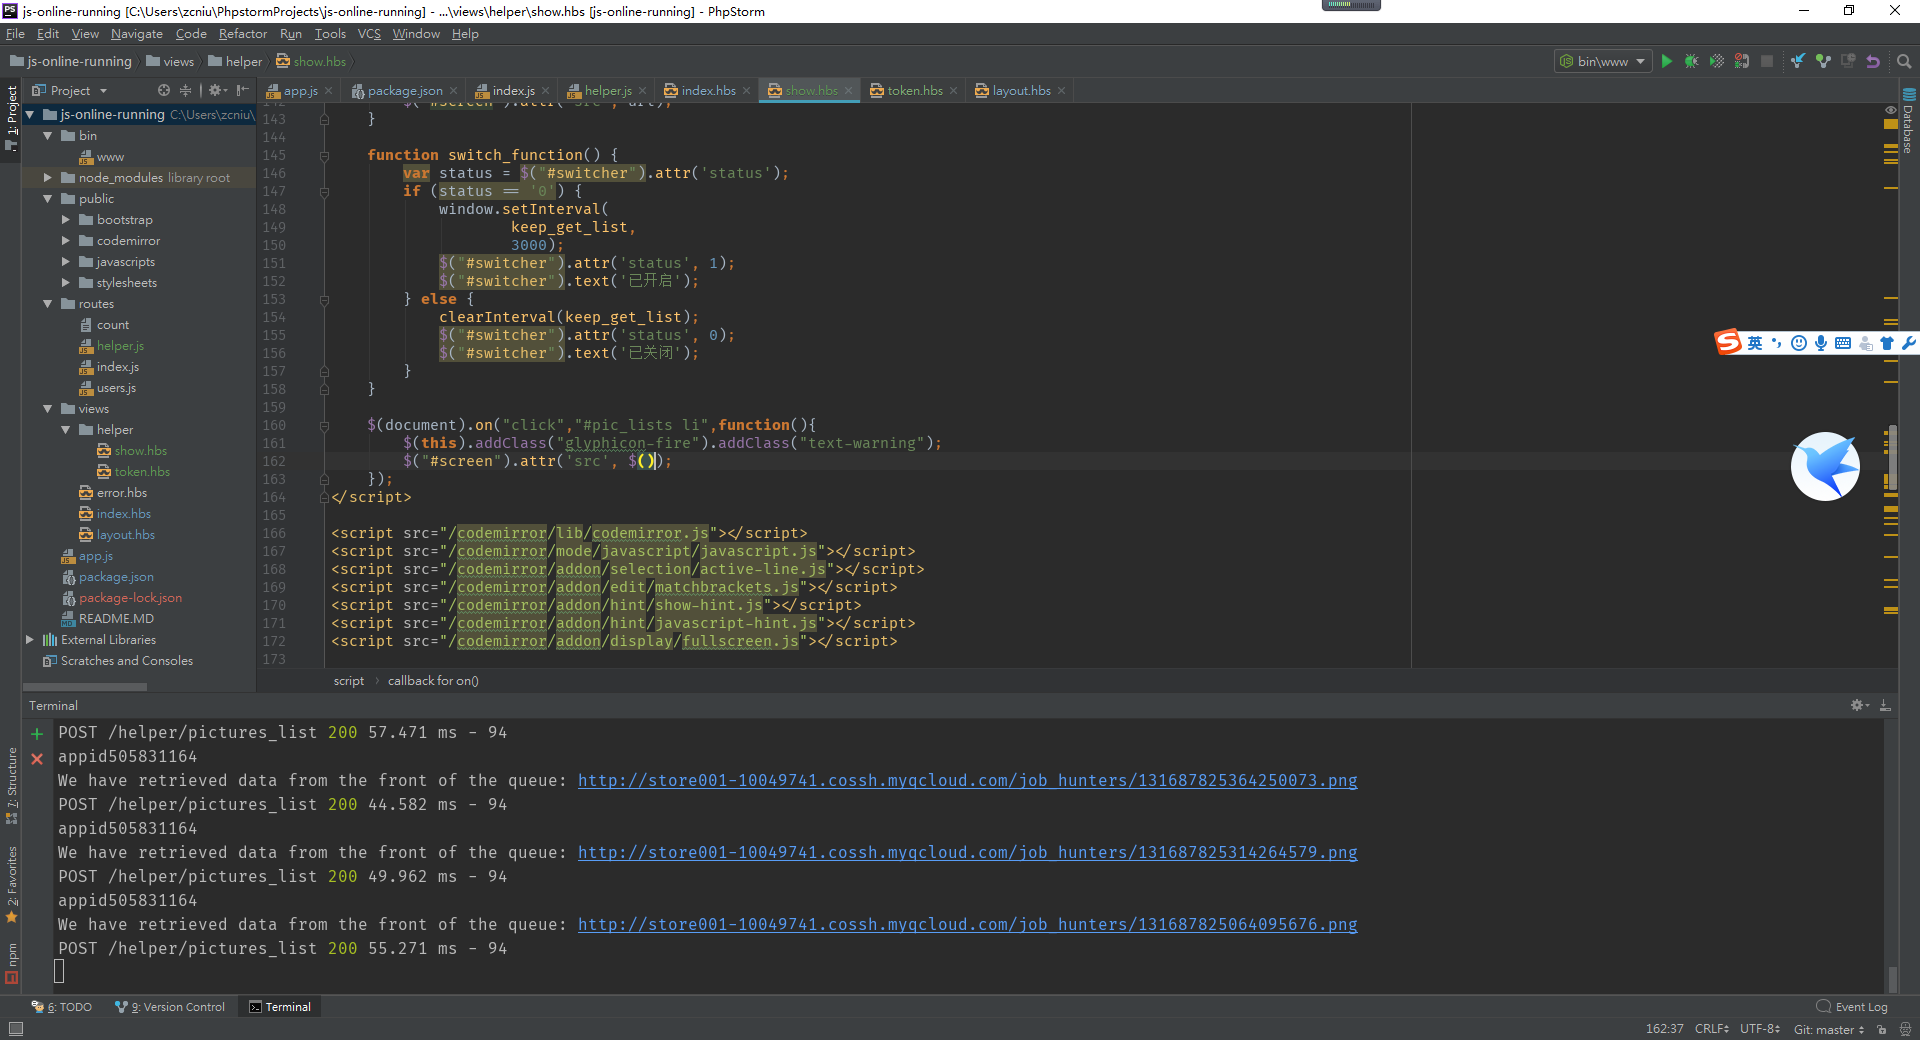 js-online-running [C:\Users\zcniu\PhpstormProjects\js-online-running] - ...\views\helper\show.hbs [js-online-running] - PhpStorm
File Edit View Navigate Code Refactor Run Tools VCS Window Help
js-online-running views helper show.hbs bin\www
1: Project
Project
app.js package.json index.js helper.js index.hbs show.hbs token.hbs layout.hbs
Database
js-online-running C:\Users\zcniu\
bin
www
node_modules library root
public
bootstrap
codemirror
javascripts
stylesheets
routes
count
helper.js
index.js
users.js
views
helper
show.hbs
token.hbs
error.hbs
index.hbs
layout.hbs
app.js
package.json
package-lock.json
README.MD
External Libraries
Scratches and Consoles
142 $("#screen").attr('src', url);
143 }
144
145 function switch_function() {
146 var status = $("#switcher").attr('status');
147 if (status == '0') {
148 window.setInterval(
149 keep_get_list,
150 3000);
151 $("#switcher").attr('status', 1);
152 $("#switcher").text('已开启');
153 } else {
154 clearInterval(keep_get_list);
155 $("#switcher").attr('status', 0);
156 $("#switcher").text('已关闭');
157 }
158 }
159
160 $(document).on("click","#pic_lists li",function(){
161 $(this).addClass("glyphicon-fire").addClass("text-warning");
162 $("#screen").attr('src', $());
163 });
164 </script>
165
166 <script src="/codemirror/lib/codemirror.js"></script>
167 <script src="/codemirror/mode/javascript/javascript.js"></script>
168 <script src="/codemirror/addon/selection/active-line.js"></script>
169 <script src="/codemirror/addon/edit/matchbrackets.js"></script>
170 <script src="/codemirror/addon/hint/show-hint.js"></script>
171 <script src="/codemirror/addon/hint/javascript-hint.js"></script>
172 <script src="/codemirror/addon/display/fullscreen.js"></script>
173
S 英
script callback for on()
Terminal
POST /helper/pictures_list 200 57.471 ms - 94
appid505831164
We have retrieved data from the front of the queue: http://store001-10049741.cossh.myqcloud.com/job_hunters/131687825364250073.png
POST /helper/pictures_list 200 44.582 ms - 94
appid505831164
We have retrieved data from the front of the queue: http://store001-10049741.cossh.myqcloud.com/job_hunters/131687825314264579.png
POST /helper/pictures_list 200 49.962 ms - 94
appid505831164
We have retrieved data from the front of the queue: http://store001-10049741.cossh.myqcloud.com/job_hunters/131687825064095676.png
POST /helper/pictures_list 200 55.271 ms - 94
7: Structure
2: Favorites
npm
6: TODO 9: Version Control Terminal Event Log
162:37 CRLF UTF-8 Git: master